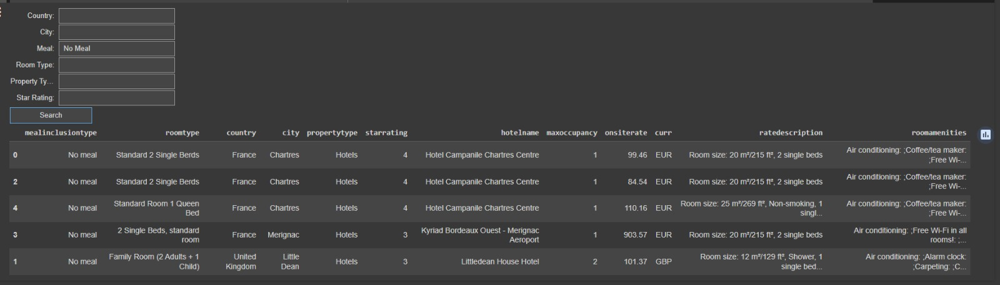 Country:
City:
Meal: No Meal
Room Type:
Property Ty...
Star Rating:
Search
mealinclusiontype roomtype country city propertytype starrating hotelname maxoccupancy onsiterate curr ratedescription roomamenities
0 No meal Standard 2 Single Berds France Chartres Hotels 4 Hotel Campanile Chartres Centre 1 99.46 EUR Room size: 20 m²/215 ft², 2 single beds Air conditioning: ;Coffee/tea maker:
;Free Wi-...
2 No meal Standard 2 Single Berds France Chartres Hotels 4 Hotel Campanile Chartres Centre 1 84.54 EUR Room size: 20 m²/215 ft², 2 single beds Air conditioning: ;Coffee/tea maker:
;Free Wi-...
4 No meal Standard Room 1 Queen
Bed France Chartres Hotels 4 Hotel Campanile Chartres Centre 1 110.16 EUR Room size: 25 m²/269 ft², Non-smoking, 1
singl... Air conditioning: ;Coffee/tea maker:
;Free Wi-...
3 No meal 2 Single Beds, standard
room France Merignac Hotels 3 Kyriad Bordeaux Ouest - Merignac
Aeroport 1 903.57 EUR Room size: 20 m²/215 ft², 2 single beds Air conditioning: ;Free Wi-Fi in all
rooms!: ;...
1 No meal Family Room (2 Adults + 1
Child) United
Kingdom Little
Dean Hotels 3 Littledean House Hotel 2 101.37 GBP Room size: 12 m²/129 ft², Shower, 1
single bed... Air conditioning: ;Alarm clock:
;Carpeting: ;C...